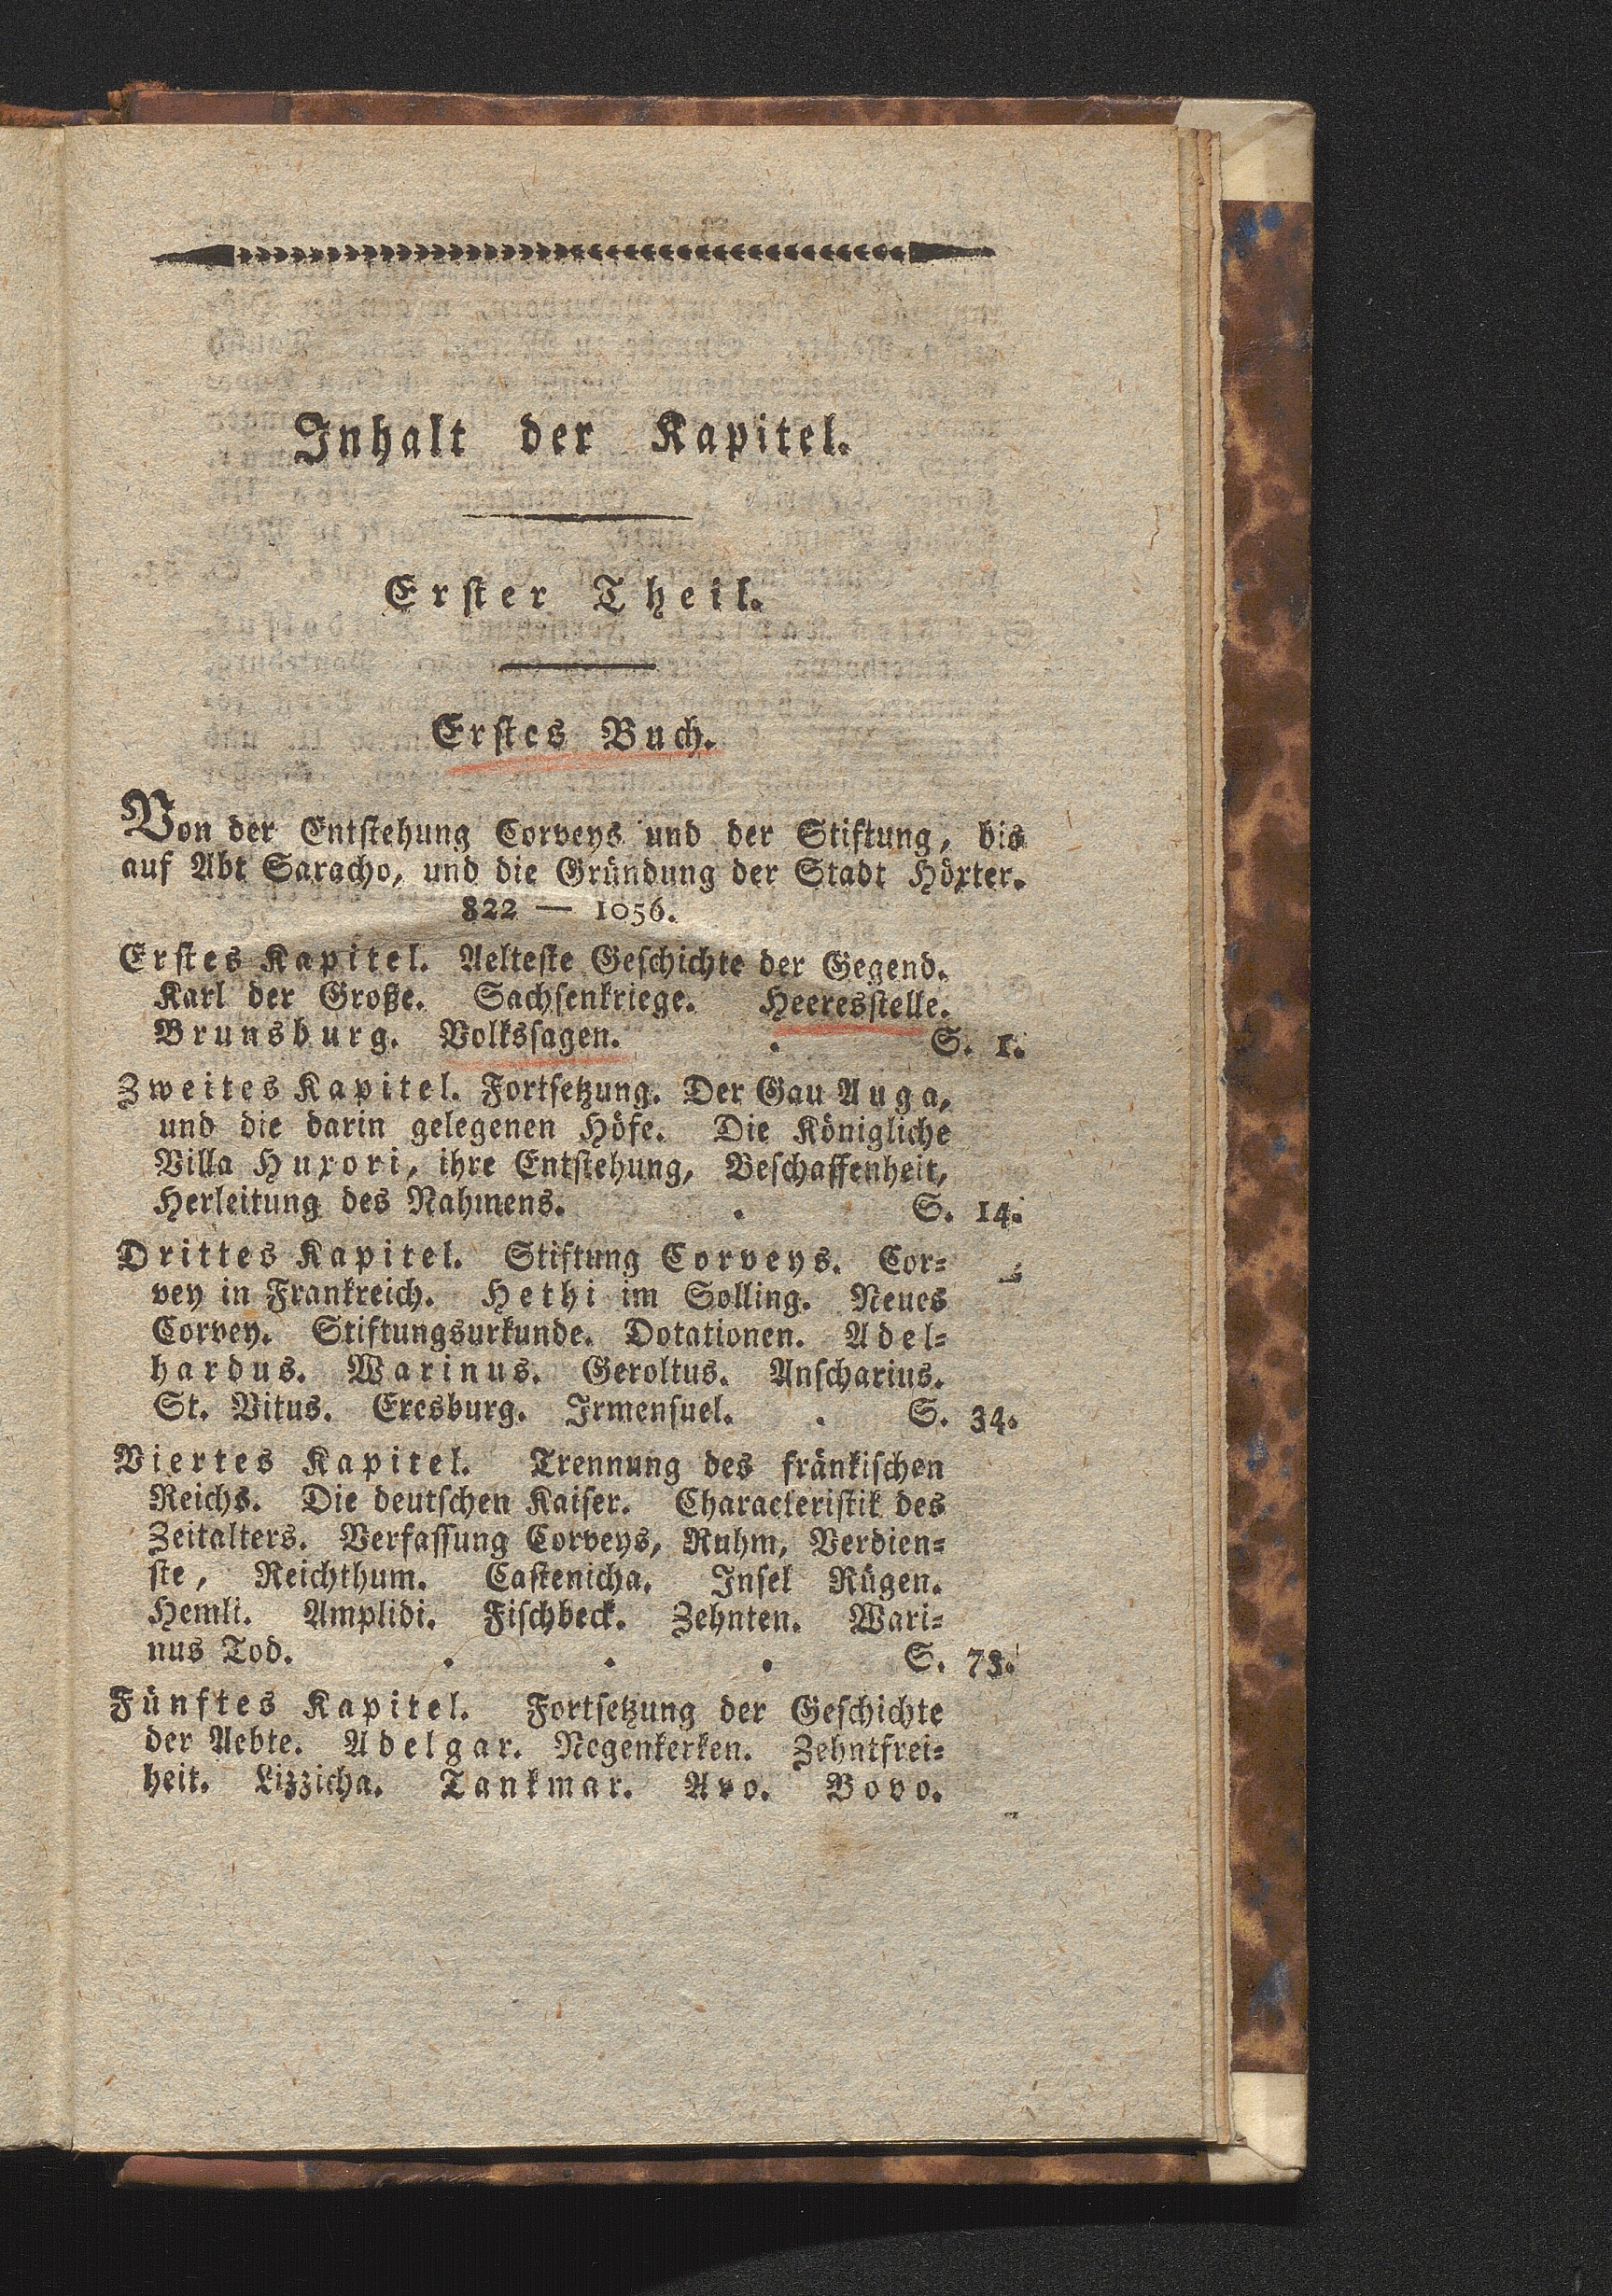 Inhalt der Kapitel.
Erster Theil.
Erstes Buch.
Von der Entstehung Corveys und der Stiftung, bis
auf Abt Saracho, und die Gründung der Stadt Höxter.
822 — 1056.
Erstes Kapitel. Aelteste Geschichte der Gegend.
Karl der Große. Sachsenkriege. Heeresstelle.
Brunsburg. Volkssagen. . S. 1.
Zweites Kapitel. Fortsetzung. Der Gau Auga,
und die darin gelegenen Höfe. Die Königliche
Villa Huxori, ihre Entstehung, Beschaffenheit,
Herleitung des Nahmens. . S. 14.
Drittes Kapitel. Stiftung Corveys. Cor=
vey in Frankreich. Hethi im Solling. Neues
Corvey. Stiftungsurkunde. Dotationen. Adel=
hardus. Warinus. Geroltus. Anscharius.
St. Vitus. Eresburg. Irmensuel. . S. 34.
Viertes Kapitel. Trennung des fränkischen
Reichs. Die deutschen Kaiser. Characteristik des
Zeitalters. Verfassung Corveys, Ruhm, Verdien=
ste, Reichthum. Castenicha. Insel Rügen.
Hemli. Amplidi. Fischbeck. Zehnten. Wari=
nus Tod. . . . S. 73.
Fünftes Kapitel. Fortsetzung der Geschichte
der Aebte. Adelgar. Negenkerken. Zehntfrei=
heit. Lizzicha. Tankmar. Avo. Bovo.